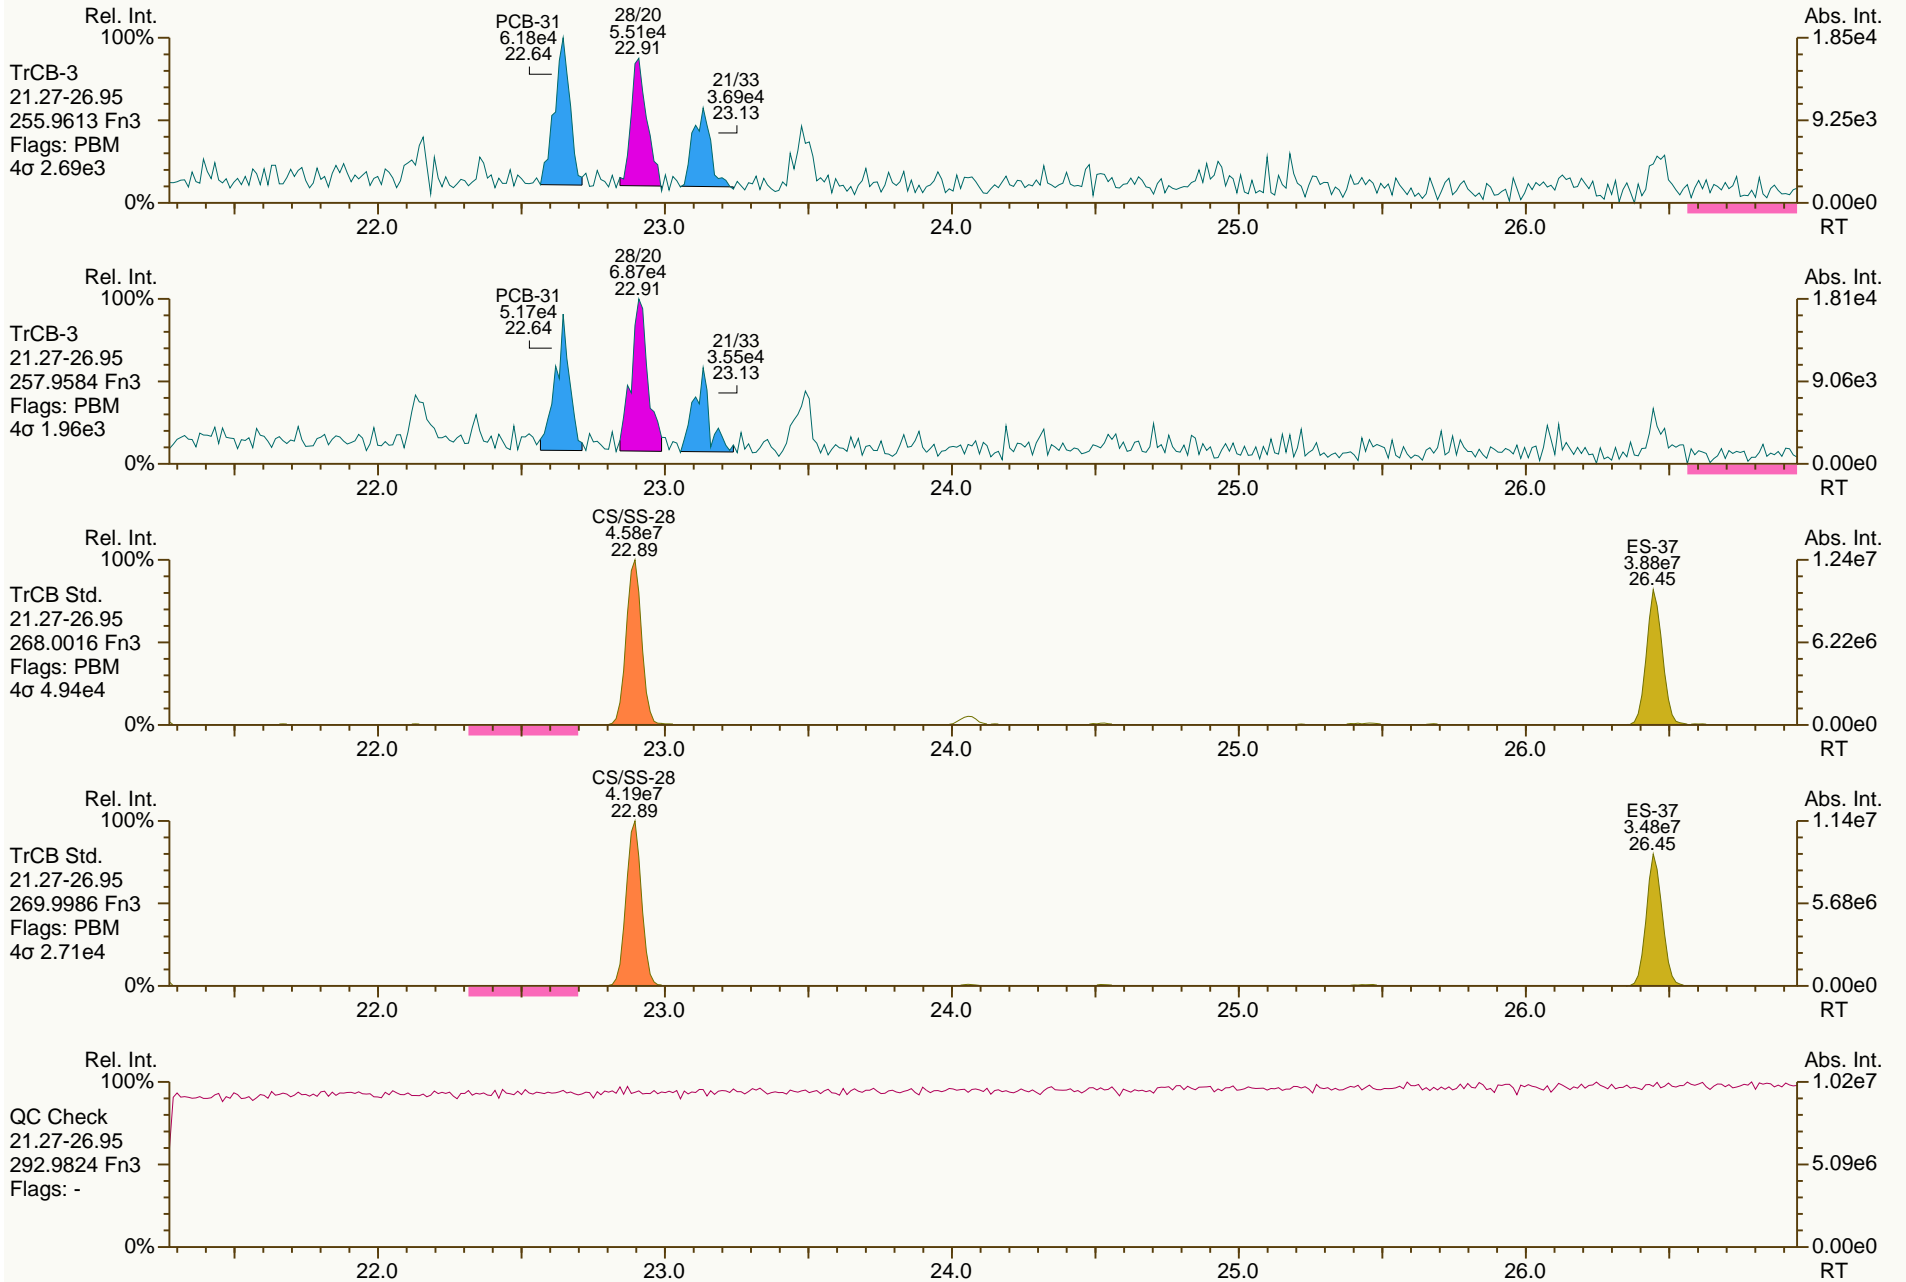 Rel. Int.
Abs. Int.
100%
1.85e4
PCB-31
6.18e4
22.64
28/20
5.51e4
22.91
21/33
3.69e4
23.13
TrCB-3
21.27-26.95
255.9613 Fn3
Flags: PBM
4σ 2.69e3
9.25e3
0%
0.00e0
22.0 23.0 24.0 25.0 26.0 RT
Rel. Int.
Abs. Int.
100%
1.81e4
PCB-31
5.17e4
22.64
28/20
6.87e4
22.91
21/33
3.55e4
23.13
TrCB-3
21.27-26.95
257.9584 Fn3
Flags: PBM
4σ 1.96e3
9.06e3
0%
0.00e0
22.0 23.0 24.0 25.0 26.0 RT
Rel. Int.
Abs. Int.
100%
1.24e7
CS/SS-28
4.58e7
22.89
ES-37
3.88e7
26.45
TrCB Std.
21.27-26.95
268.0016 Fn3
Flags: PBM
4σ 4.94e4
6.22e6
0%
0.00e0
22.0 23.0 24.0 25.0 26.0 RT
Rel. Int.
Abs. Int.
100%
1.14e7
CS/SS-28
4.19e7
22.89
ES-37
3.48e7
26.45
TrCB Std.
21.27-26.95
269.9986 Fn3
Flags: PBM
4σ 2.71e4
5.68e6
0%
0.00e0
22.0 23.0 24.0 25.0 26.0 RT
Rel. Int.
Abs. Int.
100%
1.02e7
QC Check
21.27-26.95
292.9824 Fn3
Flags: -
5.09e6
0%
0.00e0
22.0 23.0 24.0 25.0 26.0 RT